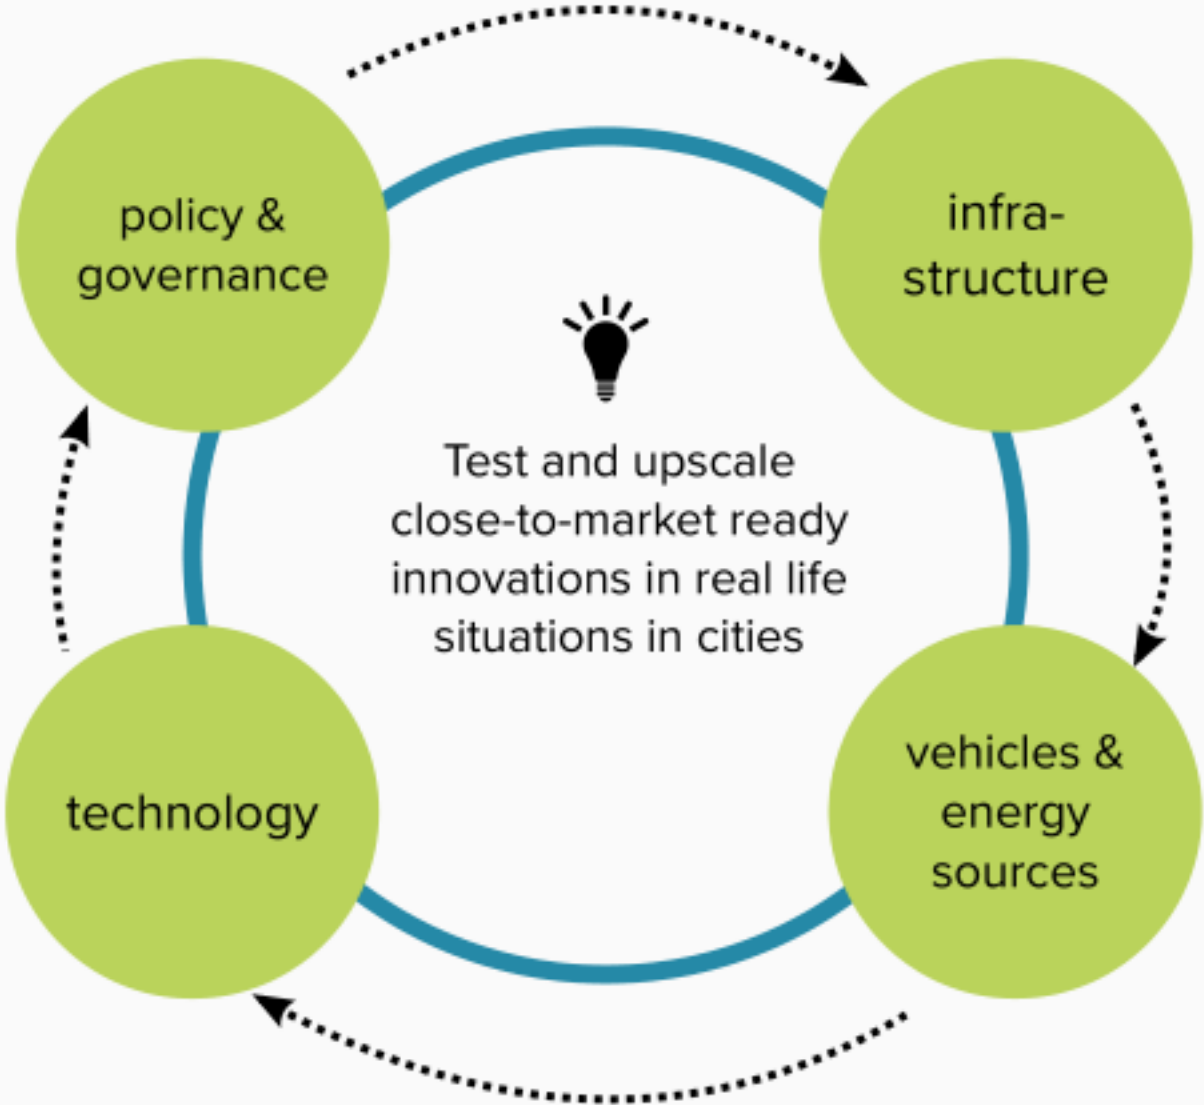 policy &
governance
infra-
structure
Test and upscale
close-to-market ready
innovations in real life
situations in cities
technology
vehicles &
energy
sources